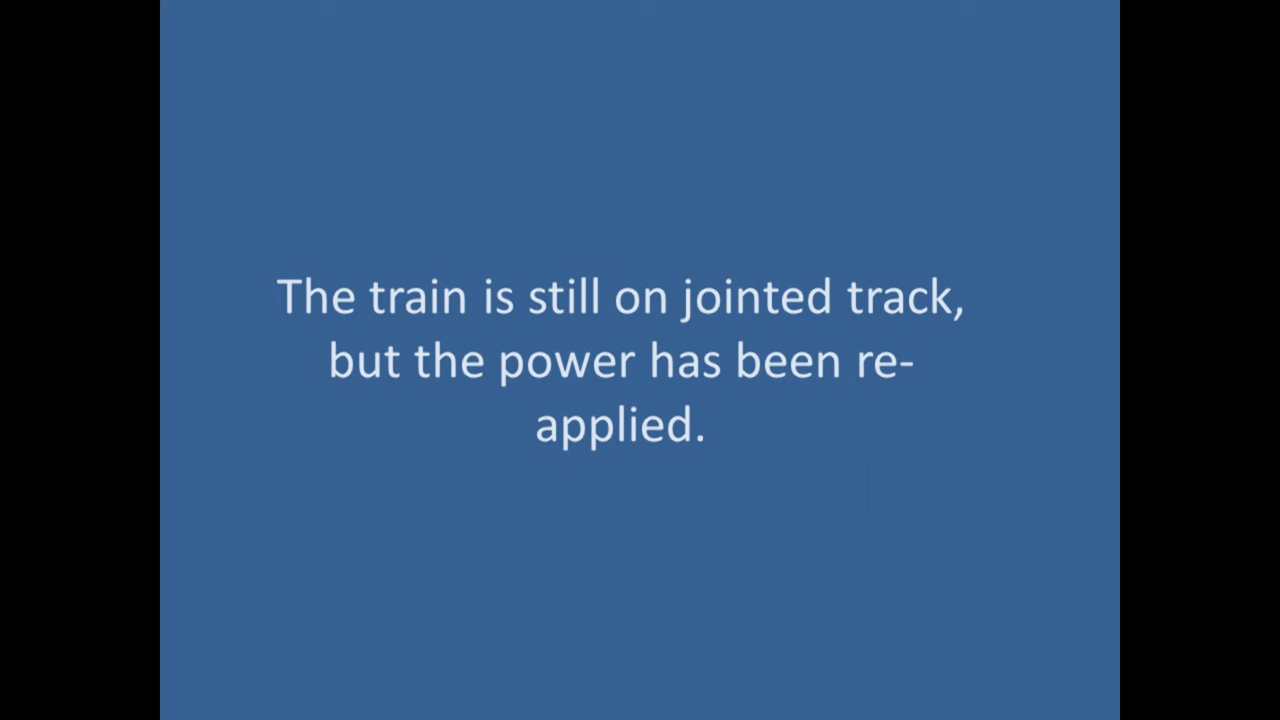 The train is still on jointed track,
but the power has been re-
applied.